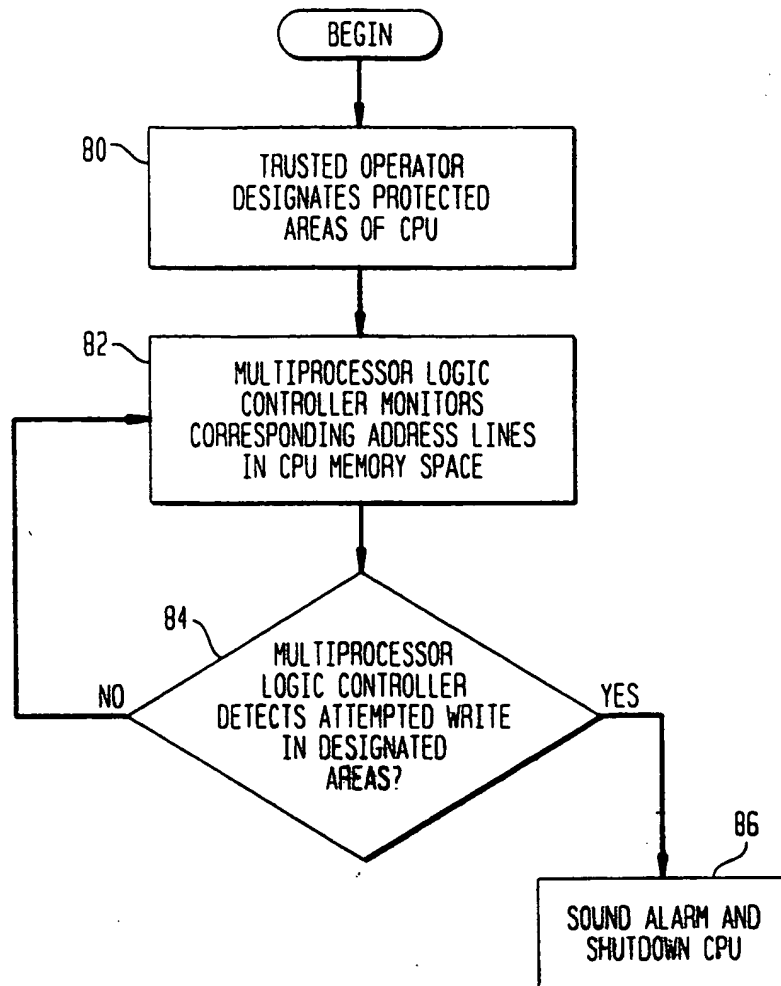 BEGIN
80
TRUSTED OPERATOR
DESIGNATES PROTECTED
AREAS OF CPU
82
MULTIPROCESSOR LOGIC
CONTROLLER MONITORS
CORRESPONDING ADDRESS LINES
IN CPU MEMORY SPACE
84
MULTIPROCESSOR
LOGIC CONTROLLER
DETECTS ATTEMPTED WRITE
IN DESIGNATED
AREAS?
NO
YES
86
SOUND ALARM AND
SHUTDOWN CPU